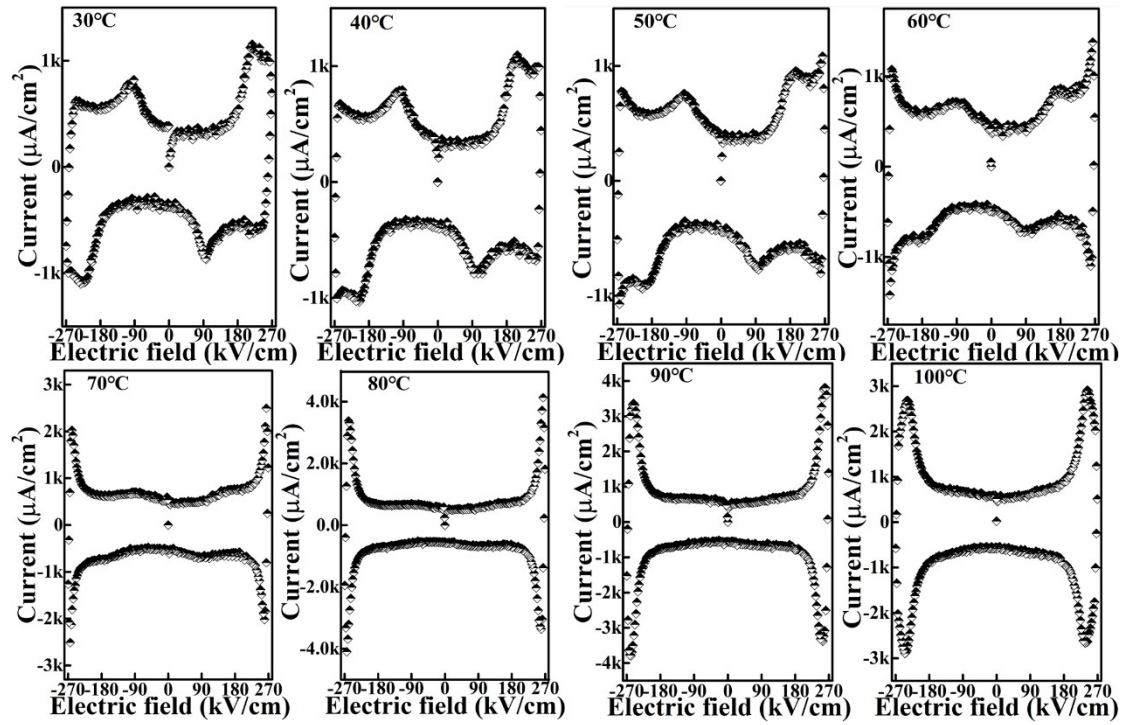 30°C
Current (μA/cm²)
1k
0
-1k
-270 -180 -90 0 90 180 270
Electric field (kV/cm)
40°C
Current (μA/cm²)
1k
0
-1k
-270 -180 -90 0 90 180 270
Electric field (kV/cm)
50°C
Current (μA/cm²)
1k
0
-1k
-270 -180 -90 0 90 180 270
Electric field (kV/cm)
60°C
Current (μA/cm²)
1k
0
-1k
-270 -180 -90 0 90 180 270
Electric field (kV/cm)
70°C
Current (μA/cm²)
3k
2k
1k
0
-1k
-2k
-3k
-270 -180 -90 0 90 180 270
Electric field (kV/cm)
80°C
Current (μA/cm²)
4.0k
2.0k
0.0
-2.0k
-4.0k
-270 -180 -90 0 90 180 270
Electric field (kV/cm)
90°C
Current (μA/cm²)
4k
3k
2k
1k
0
-1k
-2k
-3k
-4k
-270 -180 -90 0 90 180 270
Electric field (kV/cm)
100°C
Current (μA/cm²)
3k
2k
1k
0
-1k
-2k
-3k
-270 -180 -90 0 90 180 270
Electric field (kV/cm)